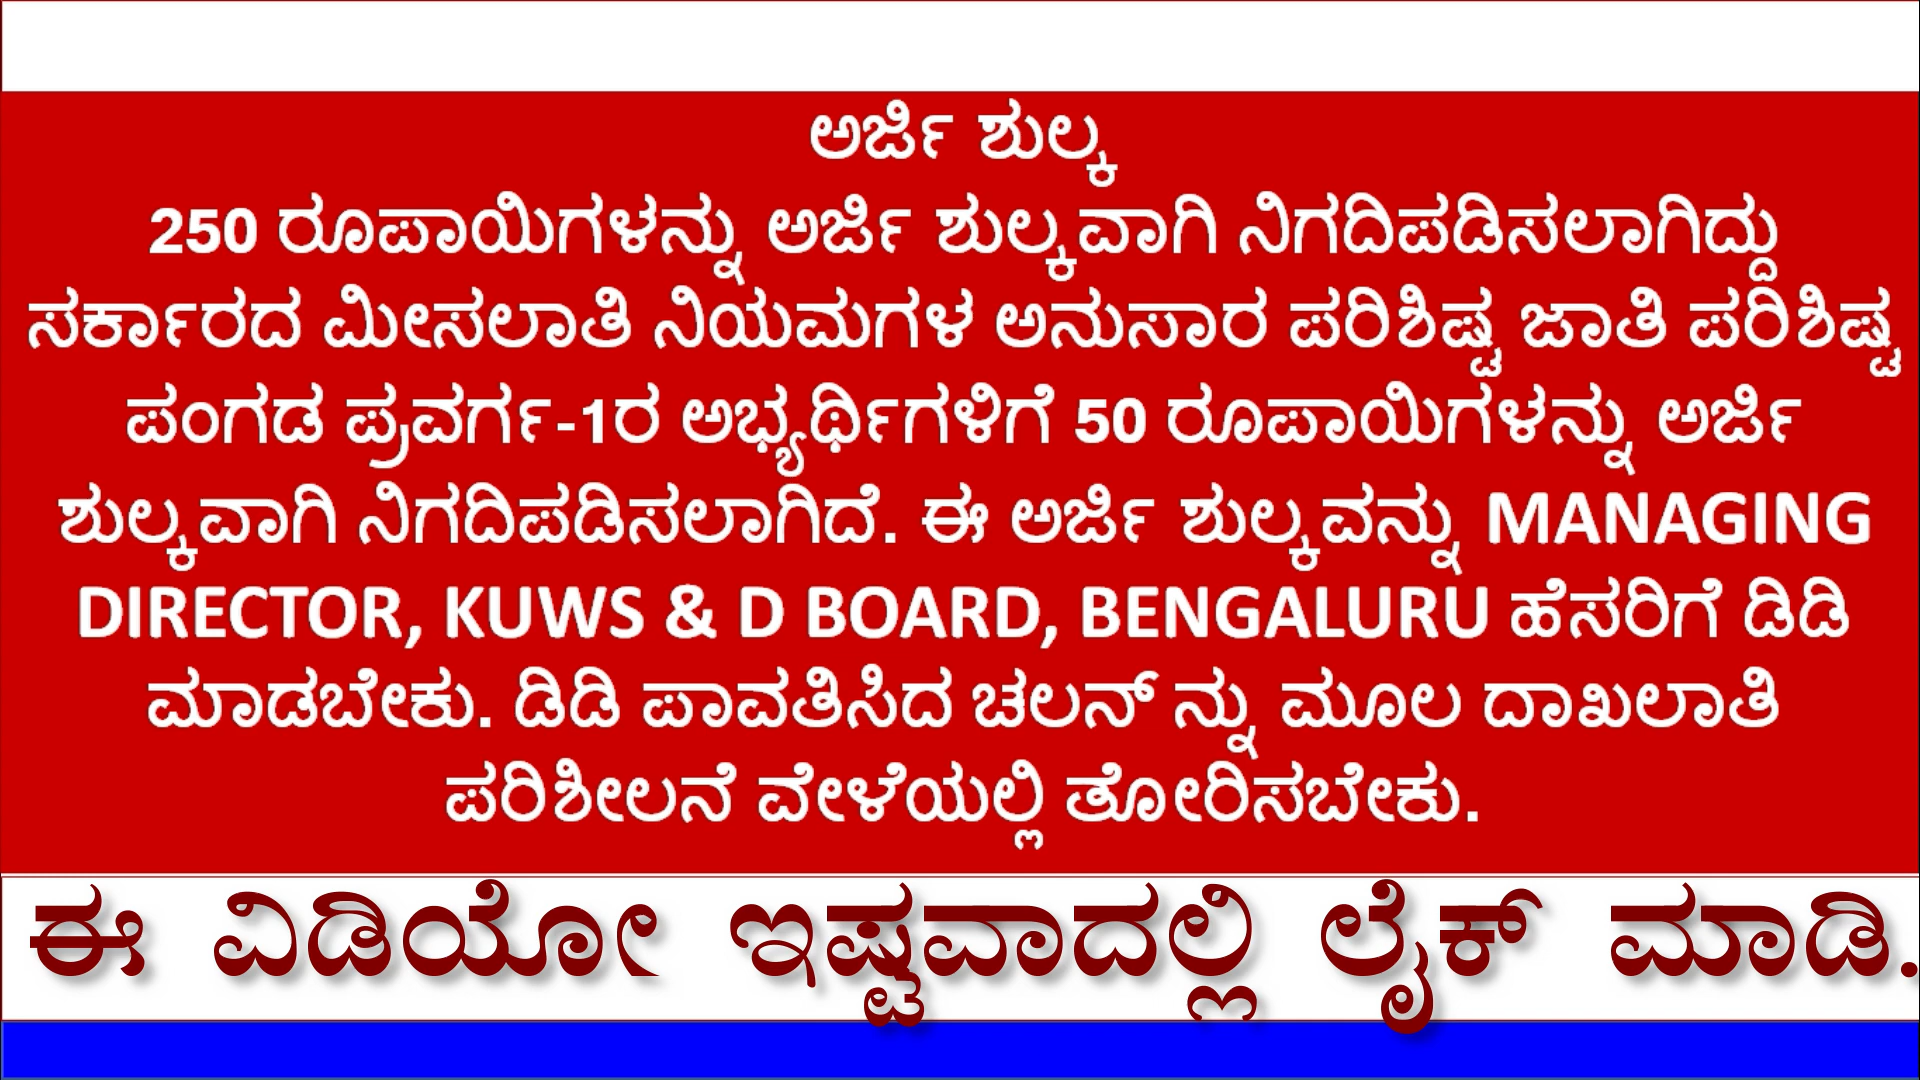 ಅರ್ಜಿ ಶುಲ್ಕ
250 ರೂಪಾಯಿಗಳನ್ನು ಅರ್ಜಿ ಶುಲ್ಕವಾಗಿ ನಿಗದಿಪಡಿಸಲಾಗಿದ್ದು
ಸರ್ಕಾರದ ಮೀಸಲಾತಿ ನಿಯಮಗಳ ಅನುಸಾರ ಪರಿಶಿಷ್ಟ ಜಾತಿ ಪರಿಶಿಷ್ಟ
ಪಂಗಡ ಪ್ರವರ್ಗ-1ರ ಅಭ್ಯರ್ಥಿಗಳಿಗೆ 50 ರೂಪಾಯಿಗಳನ್ನು ಅರ್ಜಿ
ಶುಲ್ಕವಾಗಿ ನಿಗದಿಪಡಿಸಲಾಗಿದೆ. ಈ ಅರ್ಜಿ ಶುಲ್ಕವನ್ನು MANAGING
DIRECTOR, KUWS & D BOARD, BENGALURU ಹೆಸರಿಗೆ ಡಿಡಿ
ಮಾಡಬೇಕು. ಡಿಡಿ ಪಾವತಿಸಿದ ಚಲನ್ ನ್ನು ಮೂಲ ದಾಖಲಾತಿ
ಪರಿಶೀಲನೆ ವೇಳೆಯಲ್ಲಿ ತೋರಿಸಬೇಕು.
ಈ ವಿಡಿಯೋ ಇಷ್ಟವಾದಲ್ಲಿ ಲೈಕ್ ಮಾಡಿ.